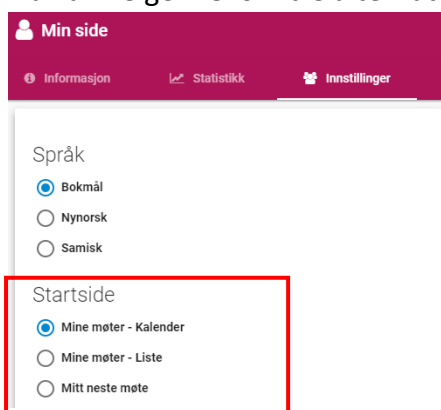 Min side
Informasjon Statistikk Innstillinger
Språk
Bokmål
Nynorsk
Samisk
Startside
Mine møter - Kalender
Mine møter - Liste
Mitt neste møte